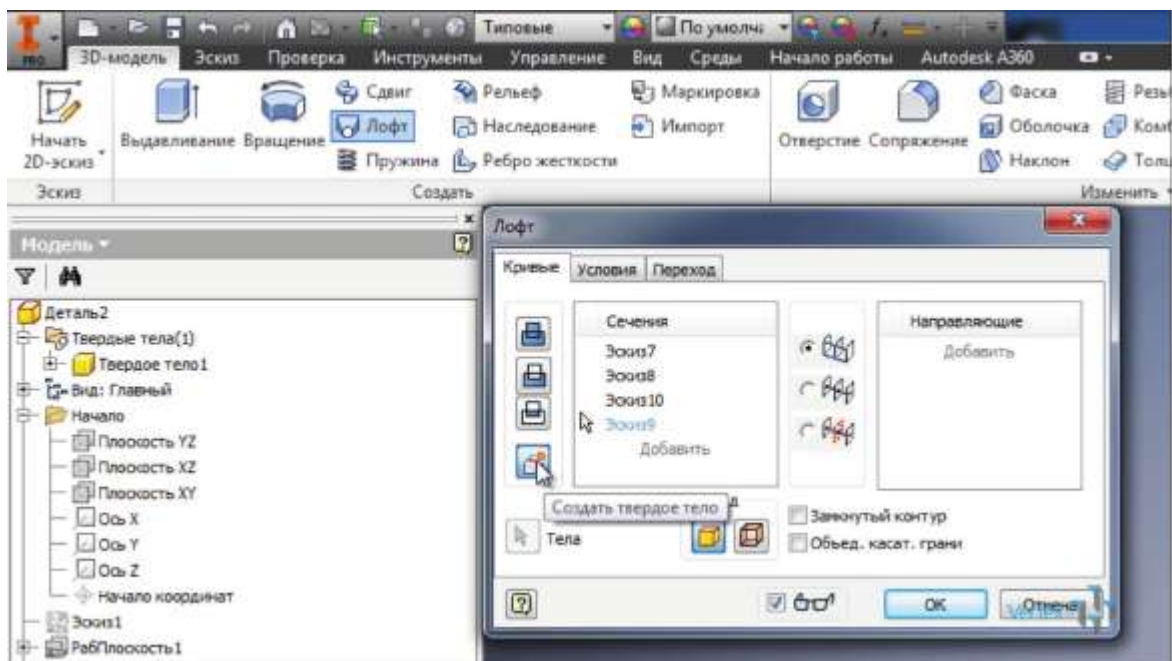 PRO
Типовые
По умолчи
3D-модель Эскиз Проверка Инструменты Управление Вид Среды Начало работы Autodesk A360
Сдвиг Рельеф Маркировка Фаска
Начать 2D-эскиз Выдавливание Вращение Лофт Наследование Импорт Отверстие Сопряжение Оболочка
Пружина Ребро жесткости Наклон
Эскиз Создать Изменить
Модель
Деталь2
Твердые тела(1)
Твердое тело1
Вид: Главный
Начало
Плоскость YZ
Плоскость XZ
Плоскость XY
Ось X
Ось Y
Ось Z
Начало координат
Эскиз1
РабПлоскость1
Лофт
Кривые Условия Переход
Сечения Направляющие
Эскиз7 Добавить
Эскиз8
Эскиз10
Эскиз9
Добавить
Создать твердое тело
Тела
Замкнутый контур
Объед. касат. грани
OK Отмена